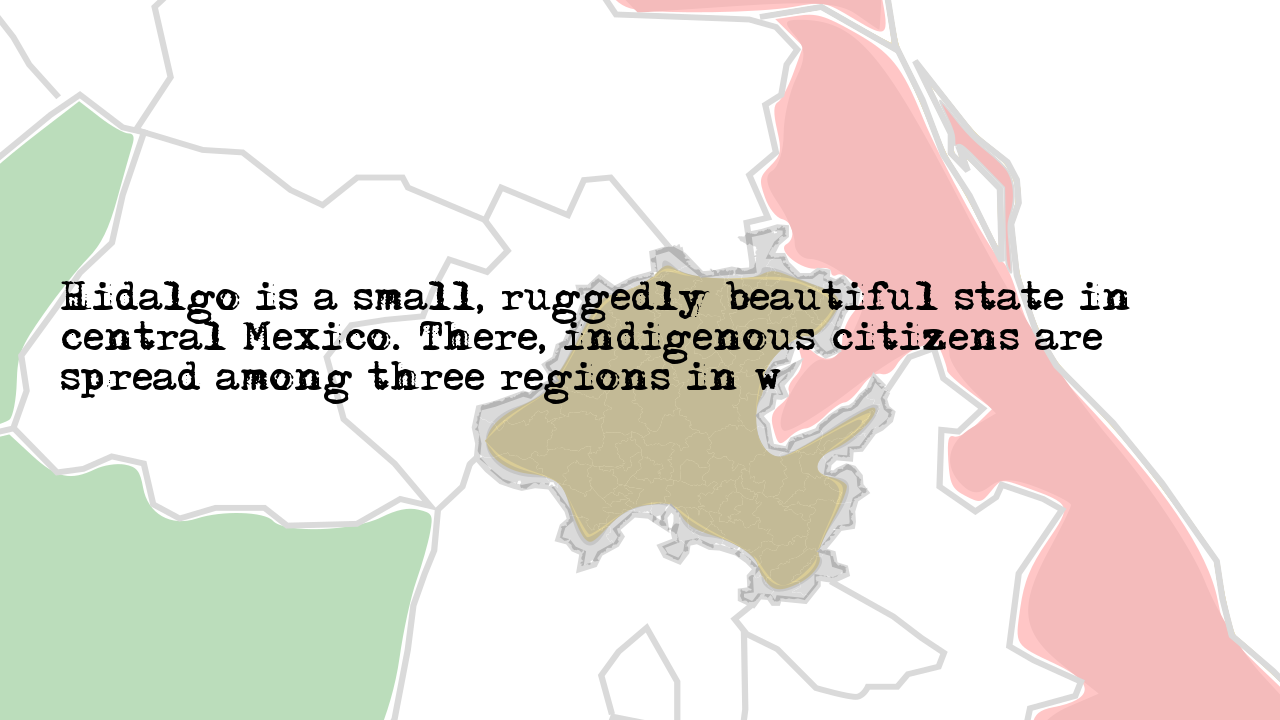 Hidalgo is a small, ruggedly beautiful state in
central Mexico. There, indigenous citizens are
spread among three regions in w